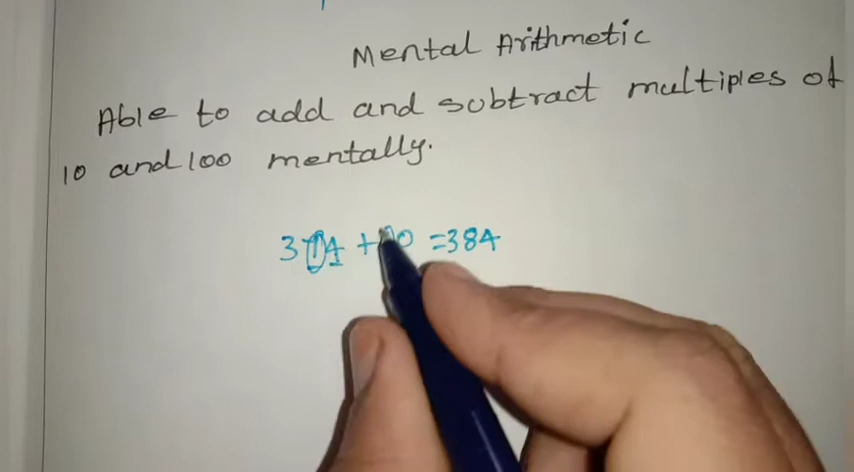 Mental Arithmetic
Able to add and subtract multiples of
10 and 100 mentally.
= 384